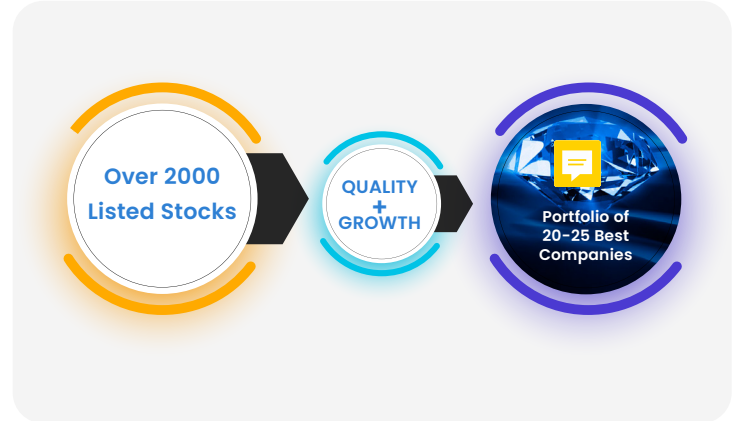 Over 2000
Listed Stocks
QUALITY
+
GROWTH
Portfolio of
20-25 Best
Companies